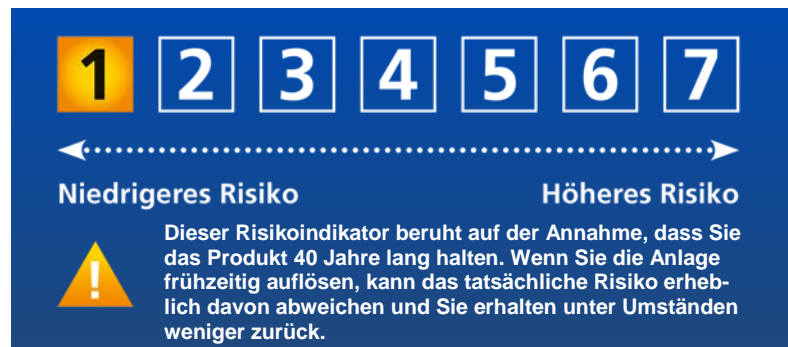 1 2 3 4 5 6 7
Niedrigeres Risiko Höheres Risiko
Dieser Risikoindikator beruht auf der Annahme, dass Sie
das Produkt 40 Jahre lang halten. Wenn Sie die Anlage
frühzeitig auflösen, kann das tatsächliche Risiko erheb-
lich davon abweichen und Sie erhalten unter Umständen
weniger zurück.